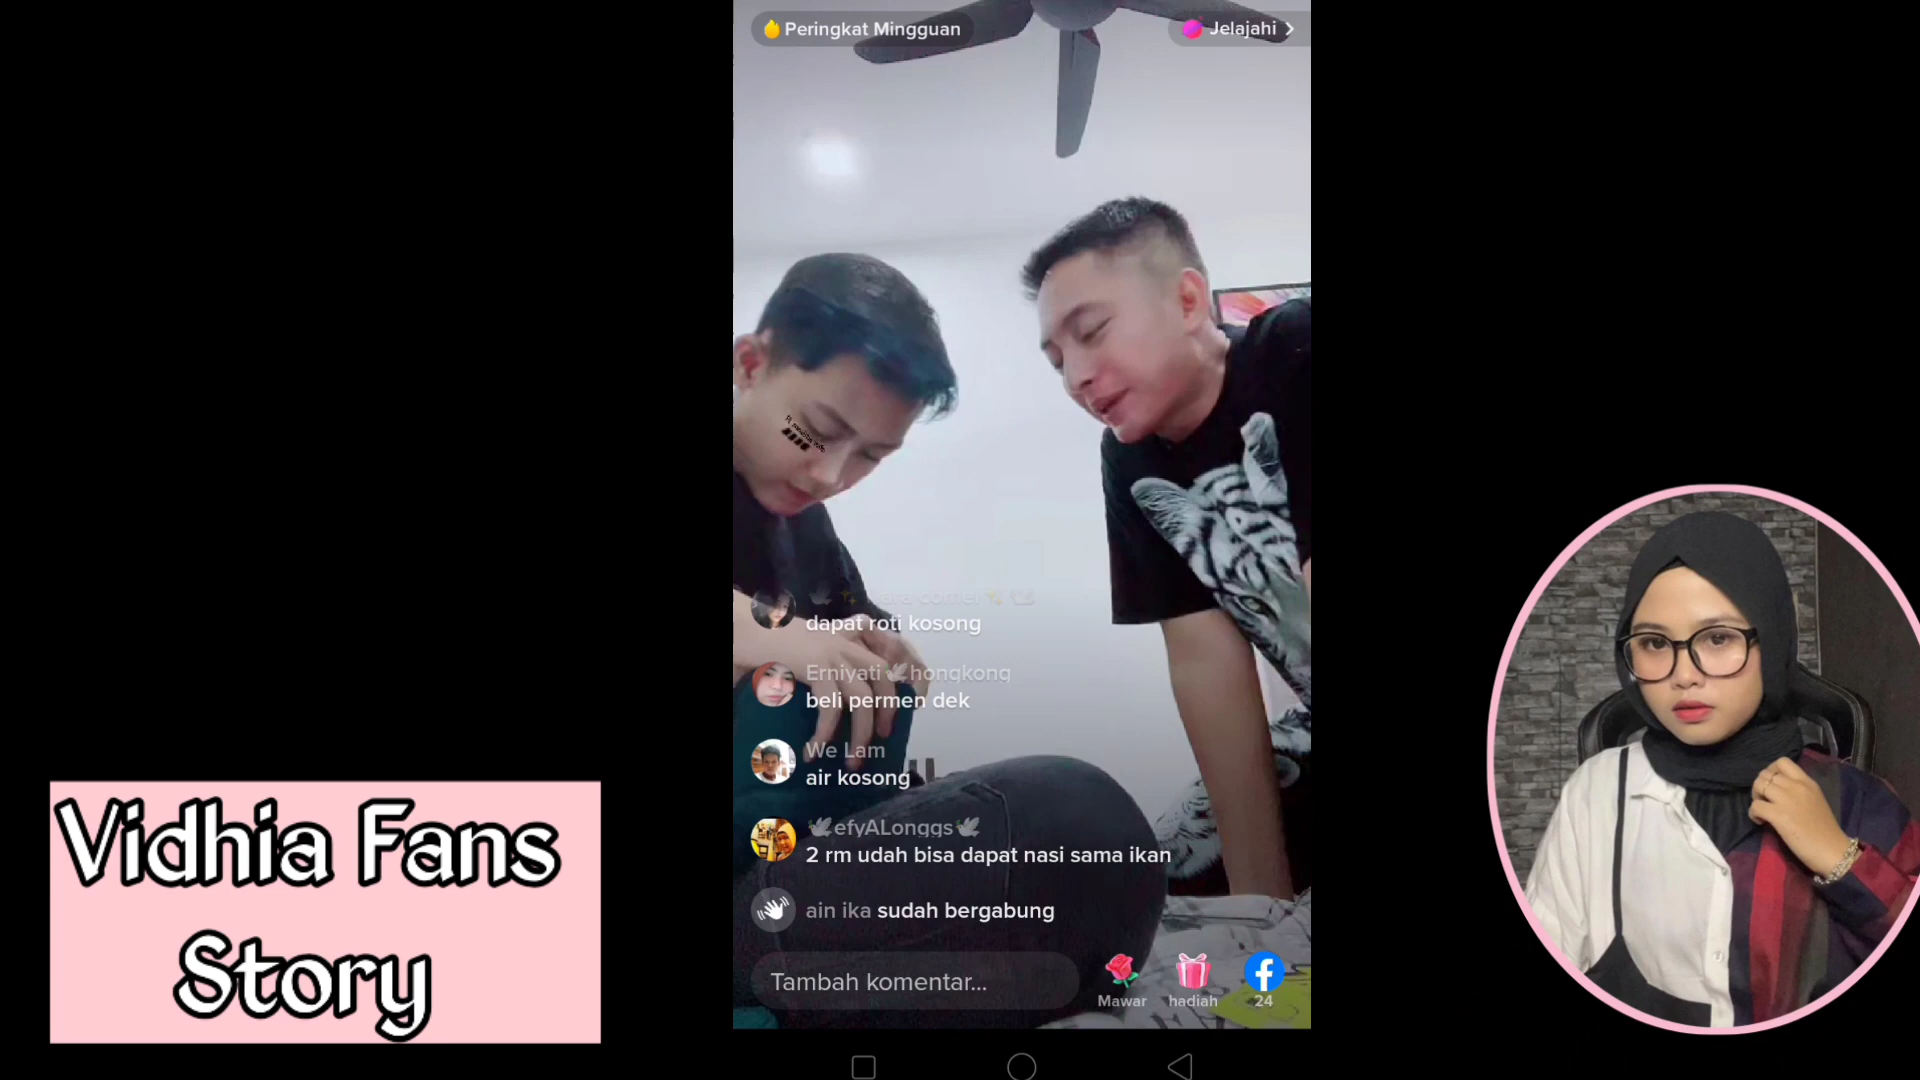 Peringkat Mingguan
Jelajahi
dapat roti kosong
Erniyati hongkong
beli permen dek
We Lam
air kosong
efyALonggs
2 rm udah bisa dapat nasi sama ikan
ain ika sudah bergabung
Tambah komentar...
Mawar
hadiah
24
Vidhia Fans
Story